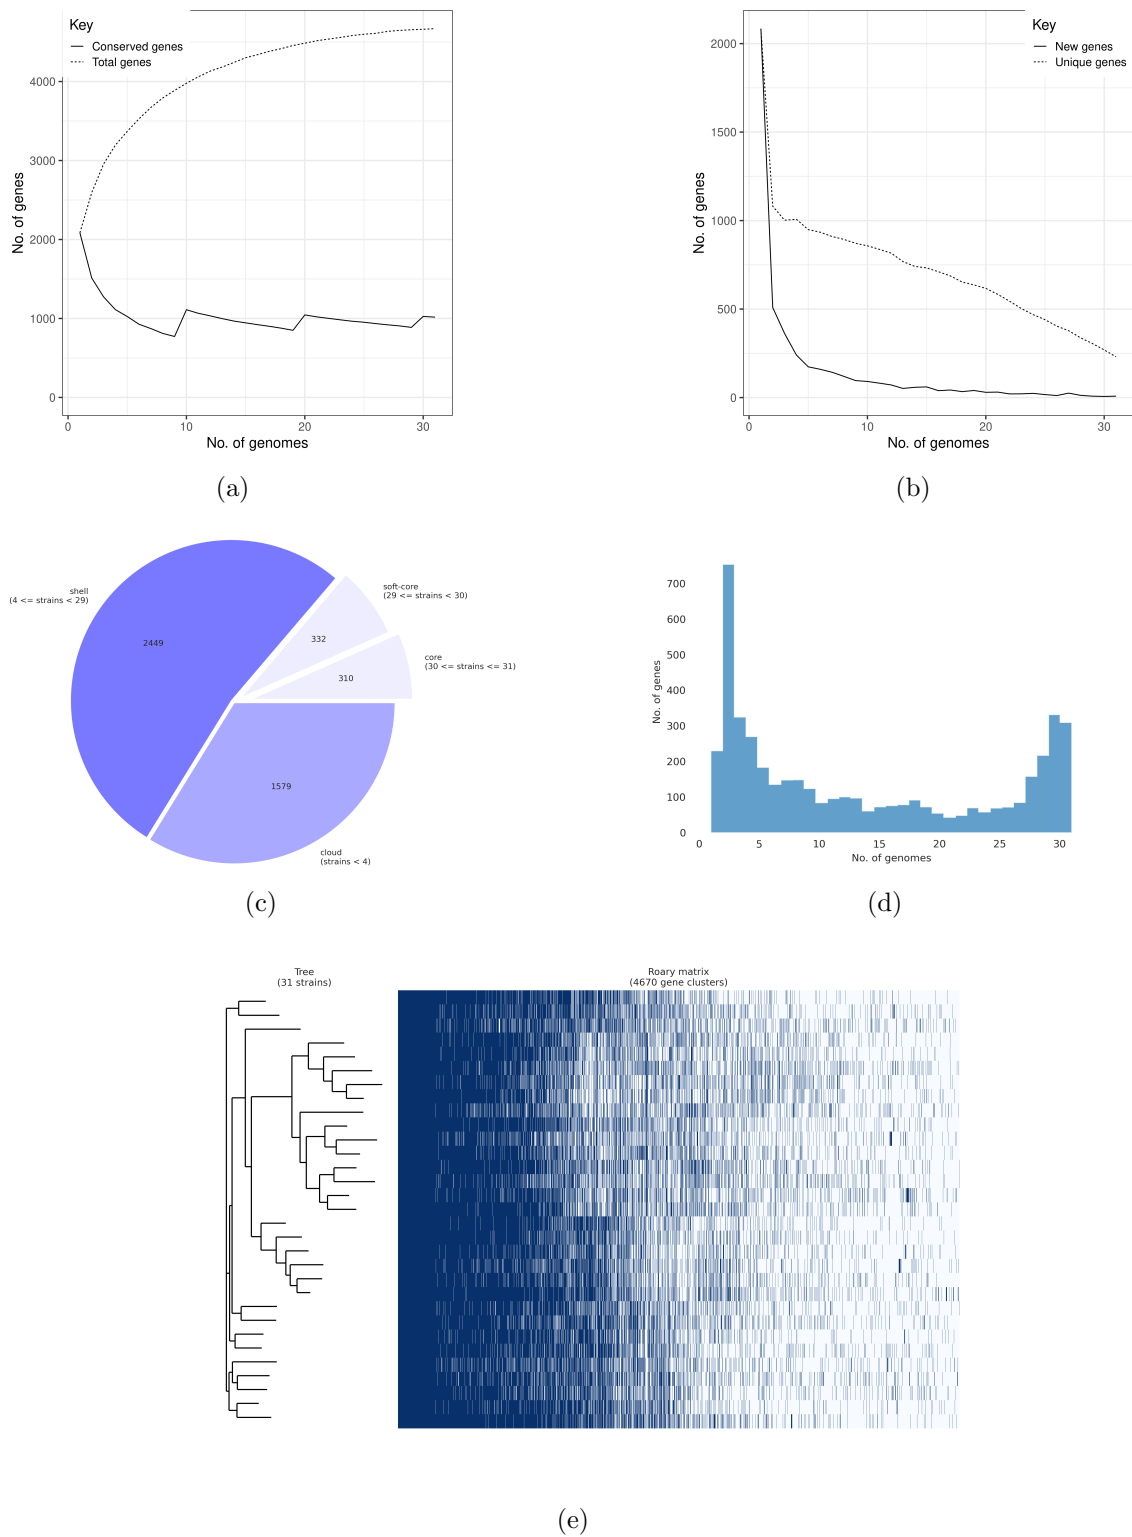 Key
Conserved genes
Total genes
No. of genes
4000
3000
2000
1000
0
0 10 20 30
No. of genomes
(a)
Key
New genes
Unique genes
No. of genes
2000
1500
1000
500
0
0 10 20 30
No. of genomes
(b)
shell
(4 <= strains < 29)
2449
soft-core
(29 <= strains < 30)
332
core
(30 <= strains <= 31)
310
1579
cloud
(strains < 4)
(c)
No. of genes
700
600
500
400
300
200
100
0
0 5 10 15 20 25 30
No. of genomes
(d)
Tree
(31 strains)
Roary matrix
(4670 gene clusters)
(e)